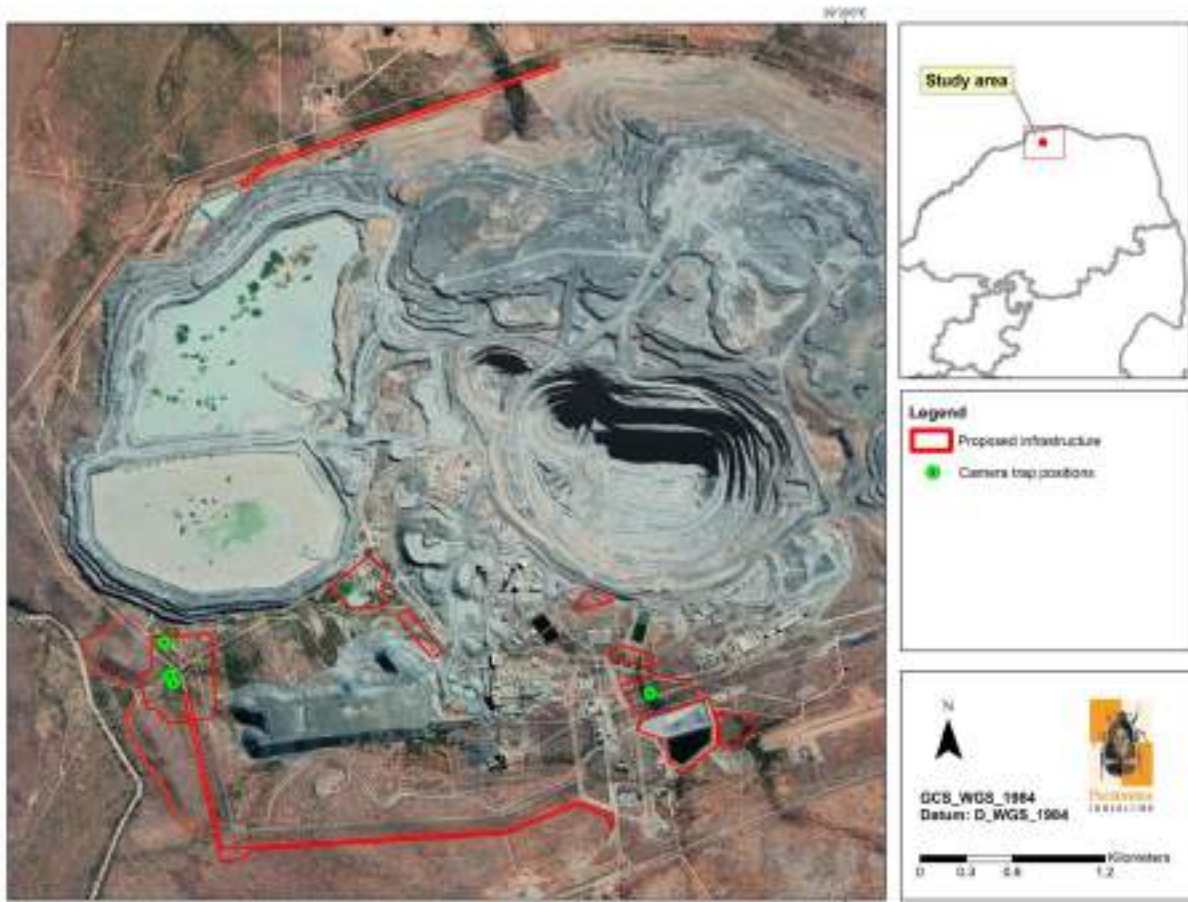 Study area
Legend
Proposed infrastructure
Camera trap positions
N
CONSULTING
GCS_WGS_1984
Datum: D_WGS_1984
Kilometers
0 0.3 0.6 1.2